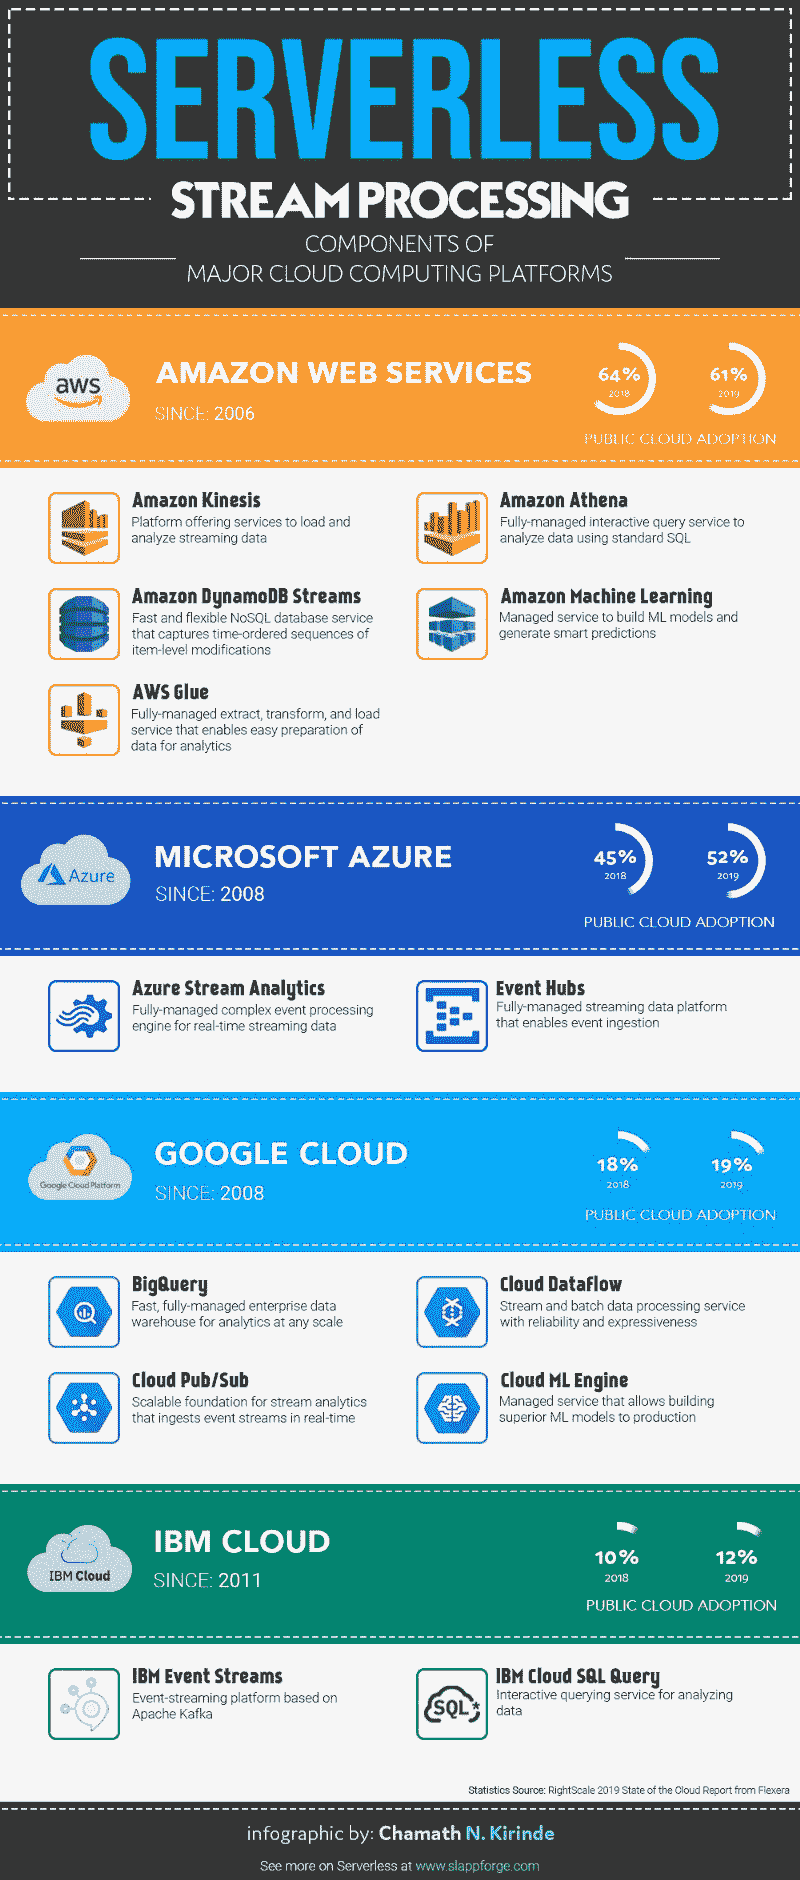 SERVERLESS
STREAM PROCESSING
COMPONENTS OF
MAJOR CLOUD COMPUTING PLATFORMS
aws
AMAZON WEB SERVICES
SINCE: 2006
64%
2018
61%
2019
PUBLIC CLOUD ADOPTION
Amazon Kinesis
Platform offering services to load and
analyze streaming data
Amazon Athena
Fully-managed interactive query service to
analyze data using standard SQL
Amazon DynamoDB Streams
Fast and flexible NoSQL database service
that captures time-ordered sequences of
item-level modifications
Amazon Machine Learning
Managed service to build ML models and
generate smart predictions
AWS Glue
Fully-managed extract, transform, and load
service that enables easy preparation of
data for analytics
Azure
MICROSOFT AZURE
SINCE: 2008
45%
2018
52%
2019
PUBLIC CLOUD ADOPTION
Azure Stream Analytics
Fully-managed complex event processing
engine for real-time streaming data
Event Hubs
Fully-managed streaming data platform
that enables event ingestion
Google Cloud Platform
GOOGLE CLOUD
SINCE: 2008
18%
2018
19%
2019
PUBLIC CLOUD ADOPTION
BigQuery
Fast, fully-managed enterprise data
warehouse for analytics at any scale
Cloud Dataflow
Stream and batch data processing service
with reliability and expressiveness
Cloud Pub/Sub
Scalable foundation for stream analytics
that ingests event streams in real-time
Cloud ML Engine
Managed service that allows building
superior ML models to production
IBM Cloud
IBM CLOUD
SINCE: 2011
10%
2018
12%
2019
PUBLIC CLOUD ADOPTION
IBM Event Streams
Event-streaming platform based on
Apache Kafka
SQL*
IBM Cloud SQL Query
Interactive querying service for analyzing
data
Statistics Source: RightScale 2019 State of the Cloud Report from Flexera
infographic by: Chamath N. Kirinde
See more on Serverless at www.slappforge.com